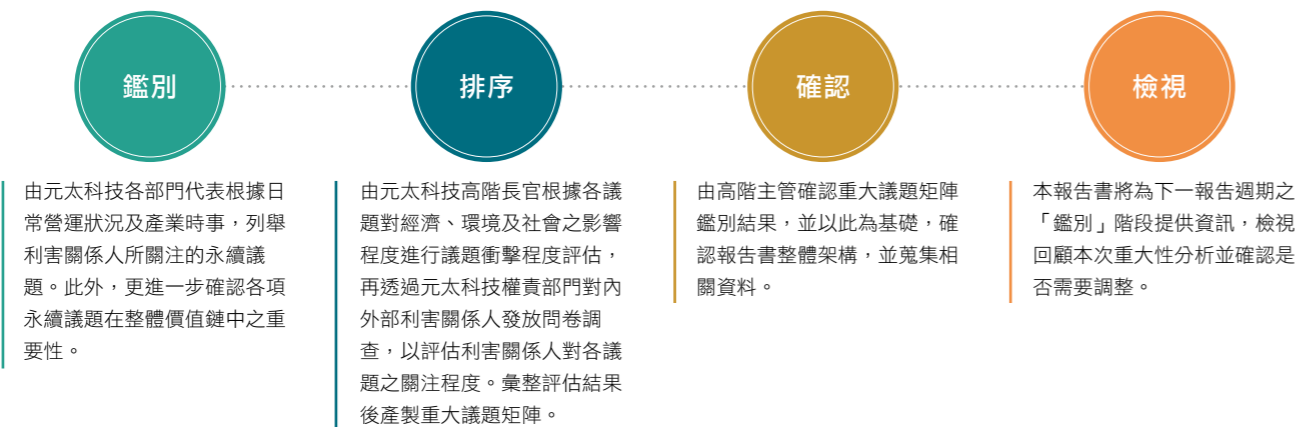 鑑別
由元太科技各部門代表根據日
常營運狀況及產業時事，列舉
利害關係人所關注的永續議
題。此外，更進一步確認各項
永續議題在整體價值鏈中之重
要性。
排序
由元太科技高階長官根據各議
題對經濟、環境及社會之影響
程度進行議題衝擊程度評估，
再透過元太科技權責部門對內
外部利害關係人發放問卷調
查，以評估利害關係人對各議
題之關注程度。彙整評估結果
後產製重大議題矩陣。
確認
由高階主管確認重大議題矩陣
鑑別結果，並以此為基礎，確
認報告書整體架構，並蒐集相
關資料。
檢視
本報告書將為下一報告週期之
「鑑別」階段提供資訊，檢視
回顧本次重大性分析並確認是
否需要調整。